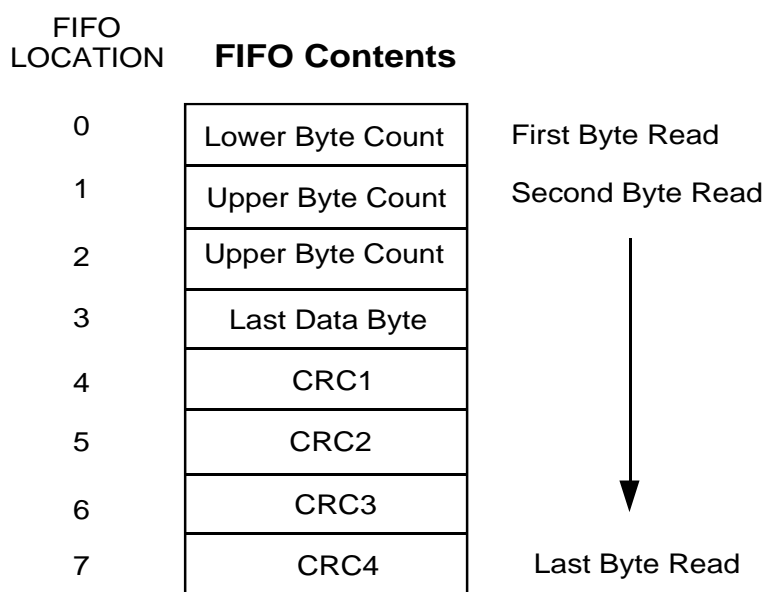 FIFO
LOCATION FIFO Contents
0 Lower Byte Count First Byte Read
1 Upper Byte Count Second Byte Read
2 Upper Byte Count
3 Last Data Byte
4 CRC1
5 CRC2
6 CRC3
7 CRC4 Last Byte Read